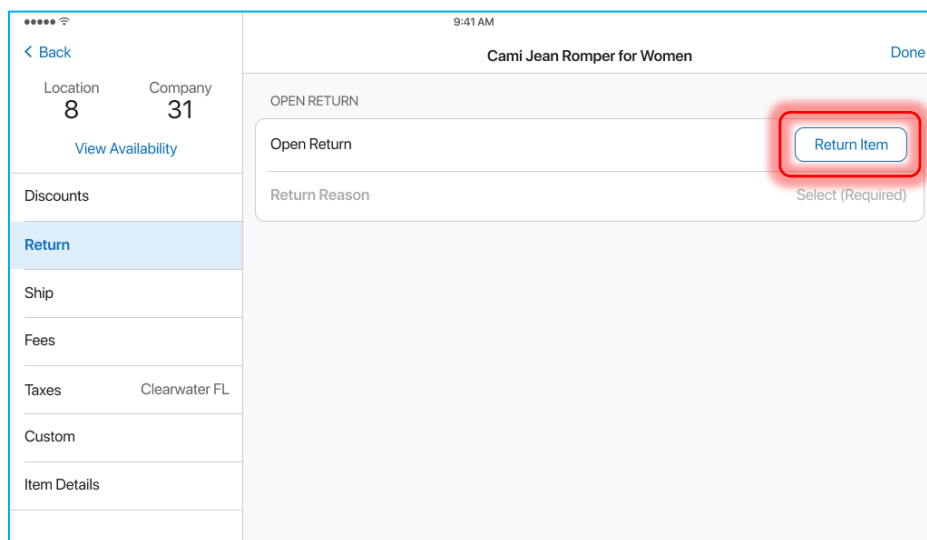 9:41 AM
Back
Cami Jean Romper for Women
Done
Location
Company
8
31
View Availability
Discounts
Return
Ship
Fees
Taxes
Clearwater FL
Custom
Item Details
OPEN RETURN
Open Return
Return Item
Return Reason
Select (Required)